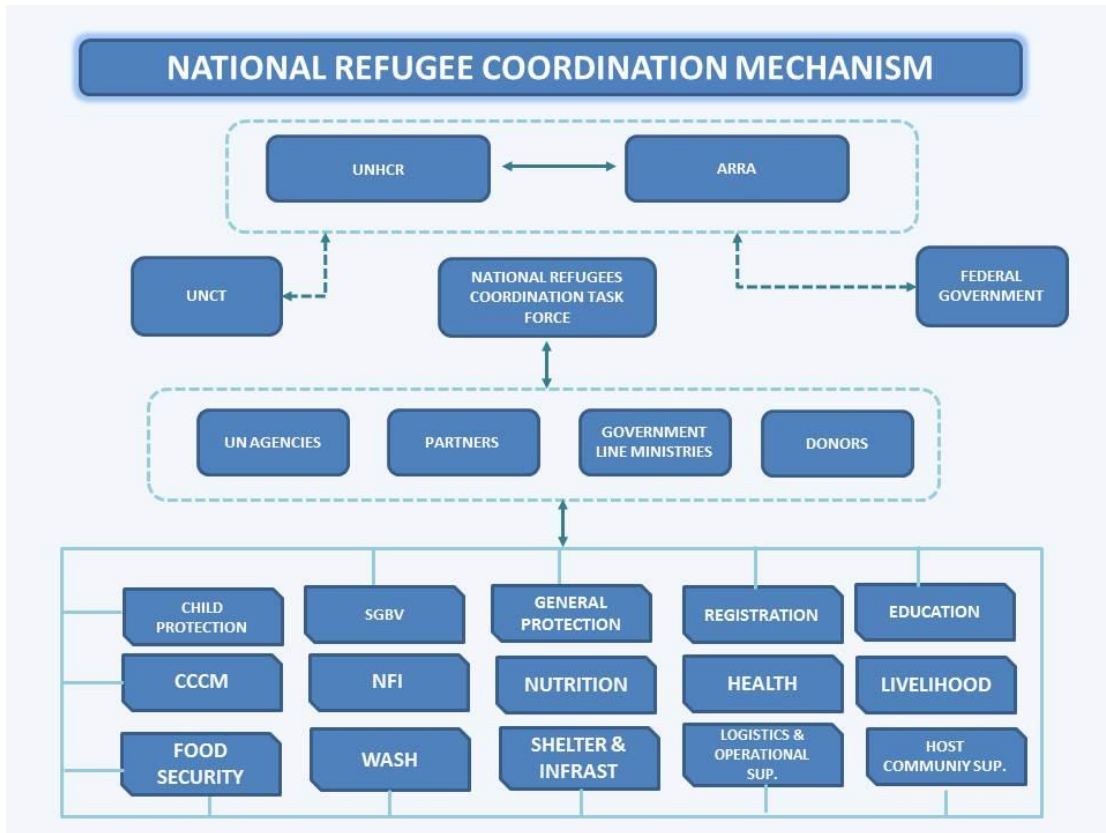 NATIONAL REFUGEE COORDINATION MECHANISM
UNHCR
ARRA
UNCT
NATIONAL REFUGEES
COORDINATION TASK
FORCE
FEDERAL
GOVERNMENT
UN AGENCIES
PARTNERS
GOVERNMENT
LINE MINISTRIES
DONORS
CHILD
PROTECTION
SGBV
GENERAL
PROTECTION
REGISTRATION
EDUCATION
CCCM
NFI
NUTRITION
HEALTH
LIVELIHOOD
FOOD
SECURITY
WASH
SHELTER &
INFRAST
LOGISTICS &
OPERATIONAL
SUP.
HOST
COMMUNIY SUP.